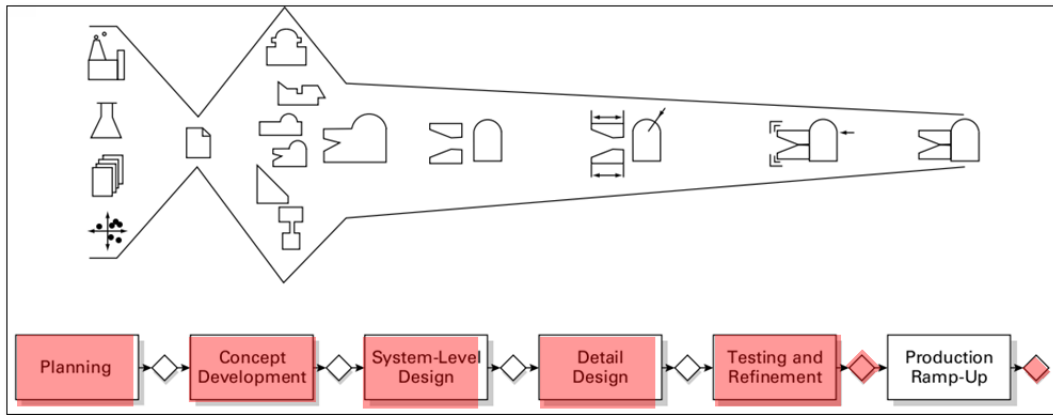 Planning
Concept
Development
System-Level
Design
Detail
Design
Testing and
Refinement
Production
Ramp-Up